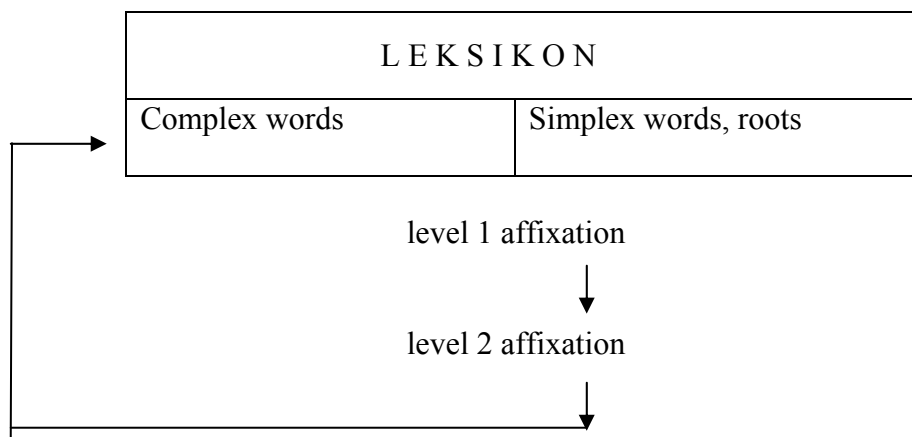 L E K S I K O N
Complex words
Simplex words, roots
level 1 affixation
level 2 affixation